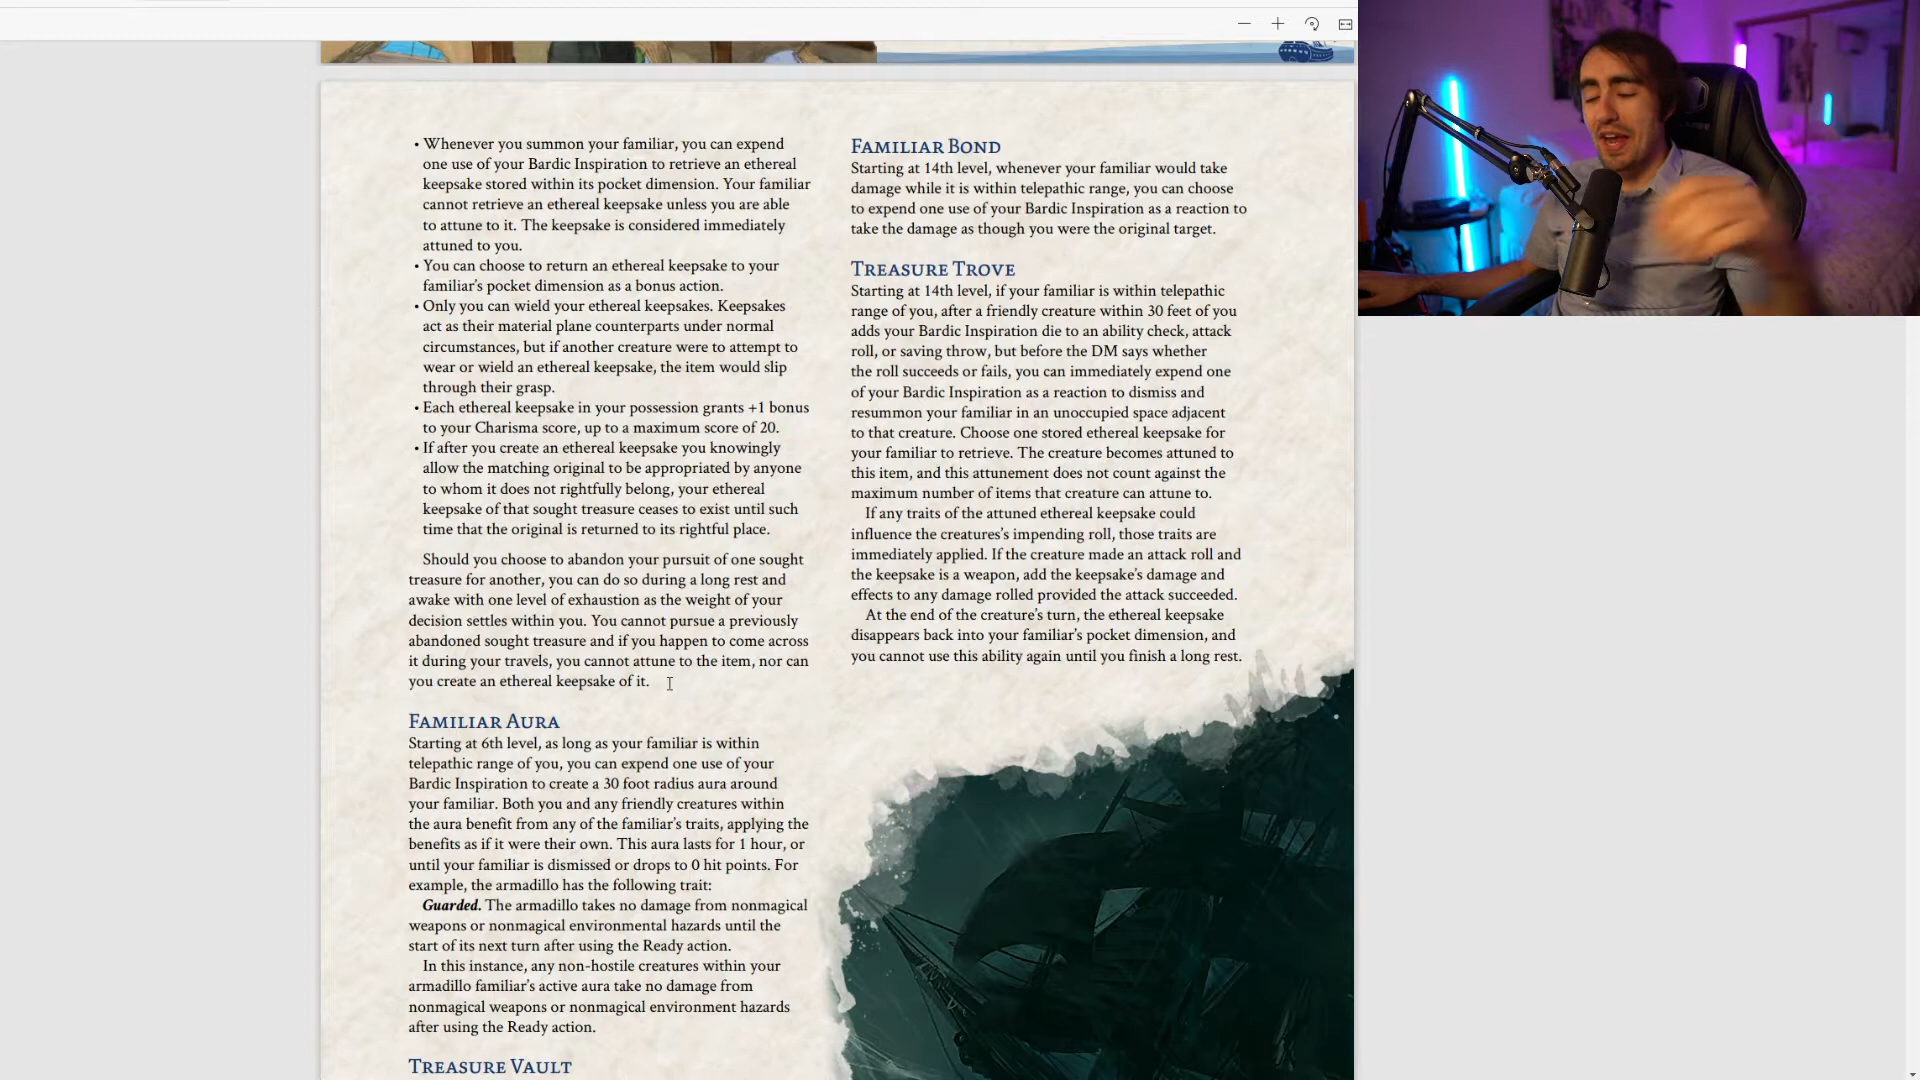 • Whenever you summon your familiar, you can expend
one use of your Bardic Inspiration to retrieve an ethereal
keepsake stored within its pocket dimension. Your familiar
cannot retrieve an ethereal keepsake unless you are able
to attune to it. The keepsake is considered immediately
attuned to you.
• You can choose to return an ethereal keepsake to your
familiar's pocket dimension as a bonus action.
• Only you can wield your ethereal keepsakes. Keepsakes
act as their material plane counterparts under normal
circumstances, but if another creature were to attempt to
wear or wield an ethereal keepsake, the item would slip
through their grasp.
• Each ethereal keepsake in your possession grants +1 bonus
to your Charisma score, up to a maximum score of 20.
• If after you create an ethereal keepsake you knowingly
allow the matching original to be appropriated by anyone
to whom it does not rightfully belong, your ethereal
keepsake of that sought treasure ceases to exist until such
time that the original is returned to its rightful place.
Should you choose to abandon your pursuit of one sought
treasure for another, you can do so during a long rest and
awake with one level of exhaustion as the weight of your
decision settles within you. You cannot pursue a previously
abandoned sought treasure and if you happen to come across
it during your travels, you cannot attune to the item, nor can
you create an ethereal keepsake of it.
FAMILIAR AURA
Starting at 6th level, as long as your familiar is within
telepathic range of you, you can expend one use of your
Bardic Inspiration to create a 30 foot radius aura around
your familiar. Both you and any friendly creatures within
the aura benefit from any of the familiar's traits, applying the
benefits as if it were their own. This aura lasts for 1 hour, or
until your familiar is dismissed or drops to 0 hit points. For
example, the armadillo has the following trait:
Guarded. The armadillo takes no damage from nonmagical
weapons or nonmagical environmental hazards until the
start of its next turn after using the Ready action.
In this instance, any non-hostile creatures within your
armadillo familiar's active aura take no damage from
nonmagical weapons or nonmagical environment hazards
after using the Ready action.
TREASURE VAULT
FAMILIAR BOND
Starting at 14th level, whenever your familiar would take
damage while it is within telepathic range, you can choose
to expend one use of your Bardic Inspiration as a reaction to
take the damage as though you were the original target.
TREASURE TROVE
Starting at 14th level, if your familiar is within telepathic
range of you, after a friendly creature within 30 feet of you
adds your Bardic Inspiration die to an ability check, attack
roll, or saving throw, but before the DM says whether
the roll succeeds or fails, you can immediately expend one
of your Bardic Inspiration as a reaction to dismiss and
resummon your familiar in an unoccupied space adjacent
to that creature. Choose one stored ethereal keepsake for
your familiar to retrieve. The creature becomes attuned to
this item, and this attunement does not count against the
maximum number of items that creature can attune to.
If any traits of the attuned ethereal keepsake could
influence the creatures's impending roll, those traits are
immediately applied. If the creature made an attack roll and
the keepsake is a weapon, add the keepsake's damage and
effects to any damage rolled provided the attack succeeded.
At the end of the creature's turn, the ethereal keepsake
disappears back into your familiar's pocket dimension, and
you cannot use this ability again until you finish a long rest.